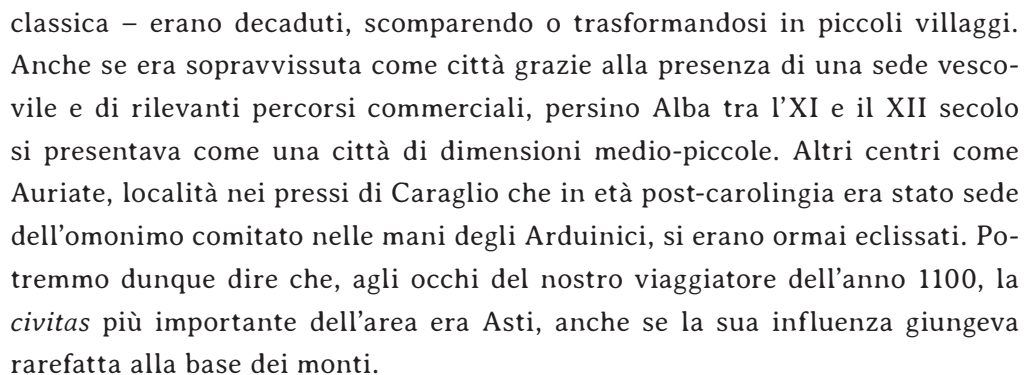 classica – erano decaduti, scomparendo o trasformandosi in piccoli villaggi.
Anche se era sopravvissuta come città grazie alla presenza di una sede vesco-
vile e di rilevanti percorsi commerciali, persino Alba tra l’XI e il XII secolo
si presentava come una città di dimensioni medio-piccole. Altri centri come
Auriate, località nei pressi di Caraglio che in età post-carolingia era stato sede
dell’omonimo comitato nelle mani degli Arduinici, si erano ormai eclissati. Po-
tremmo dunque dire che, agli occhi del nostro viaggiatore dell’anno 1100, la
civitas più importante dell’area era Asti, anche se la sua influenza giungeva
rarefatta alla base dei monti.